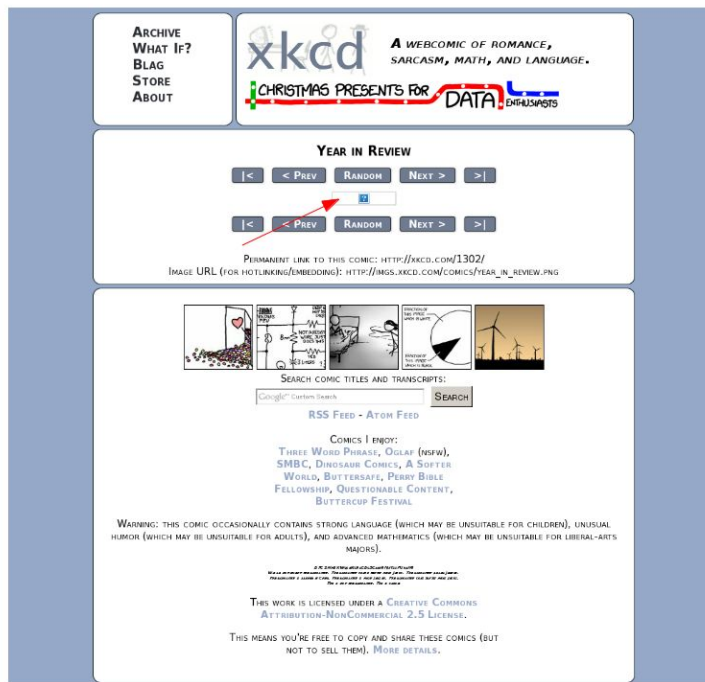 ARCHIVE
WHAT IF?
BLAG
STORE
ABOUT
xkcd
A WEBCOMIC OF ROMANCE,
SARCASM, MATH, AND LANGUAGE.
CHRISTMAS PRESENTS FOR DATA ENTHUSIASTS
YEAR IN REVIEW
|< < PREV RANDOM NEXT > >|
?
|< < PREV RANDOM NEXT > >|
PERMANENT LINK TO THIS COMIC: HTTP://XKCD.COM/1302/
IMAGE URL (FOR HOTLINKING/EMBEDDING): HTTP://IMGS.XKCD.COM/COMICS/YEAR_IN_REVIEW.PNG
SEARCH COMIC TITLES AND TRANSCRIPTS:
Google™ Custom Search SEARCH
RSS FEED - ATOM FEED
COMICS I ENJOY:
THREE WORD PHRASE, OGLAF (NSFW),
SMBC, DINOSAUR COMICS, A SOFTER
WORLD, BUTTERSAFE, PERRY BIBLE
FELLOWSHIP, QUESTIONABLE CONTENT,
BUTTERCUP FESTIVAL
WARNING: THIS COMIC OCCASIONALLY CONTAINS STRONG LANGUAGE (WHICH MAY BE UNSUITABLE FOR CHILDREN), UNUSUAL
HUMOR (WHICH MAY BE UNSUITABLE FOR ADULTS), AND ADVANCED MATHEMATICS (WHICH MAY BE UNSUITABLE FOR LIBERAL-ARTS
MAJORS).
THIS WORK IS LICENSED UNDER A CREATIVE COMMONS
ATTRIBUTION-NONCOMMERCIAL 2.5 LICENSE.
THIS MEANS YOU'RE FREE TO COPY AND SHARE THESE COMICS (BUT
NOT TO SELL THEM). MORE DETAILS.